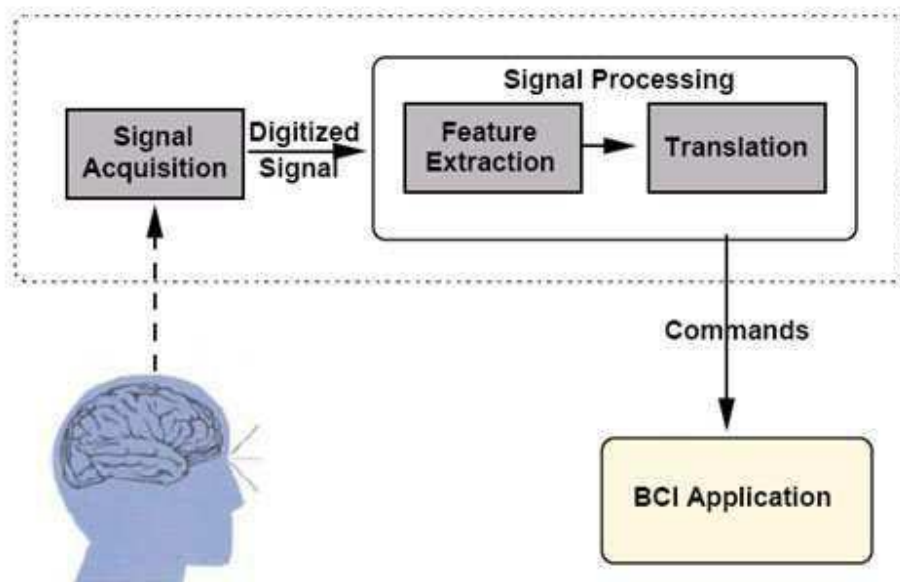 Signal Processing
Signal
Acquisition
Digitized
Signal
Feature
Extraction
Translation
Commands
BCI Application